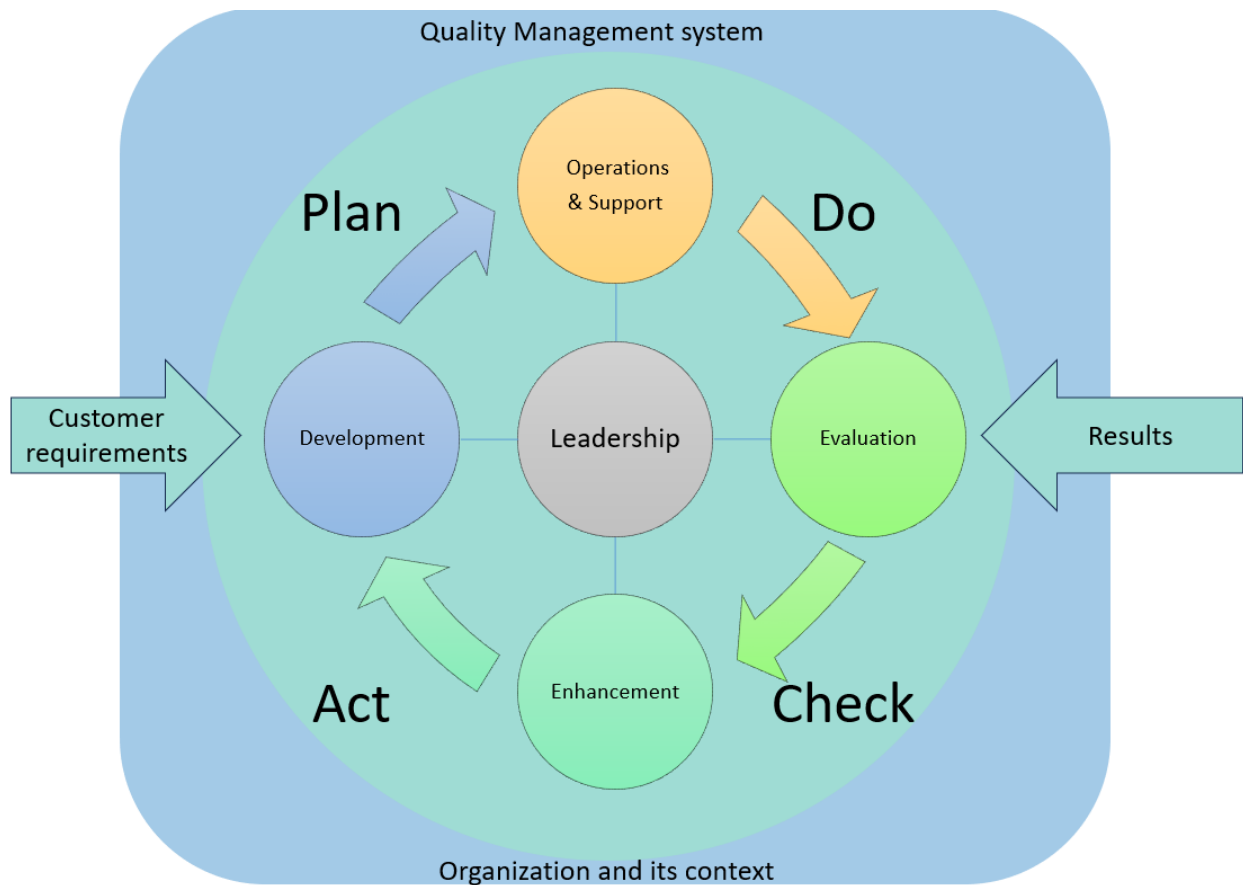 Quality Management system
Operations
& Support
Plan
Do
Customer
requirements
Development
Leadership
Evaluation
Results
Act
Enhancement
Check
Organization and its context